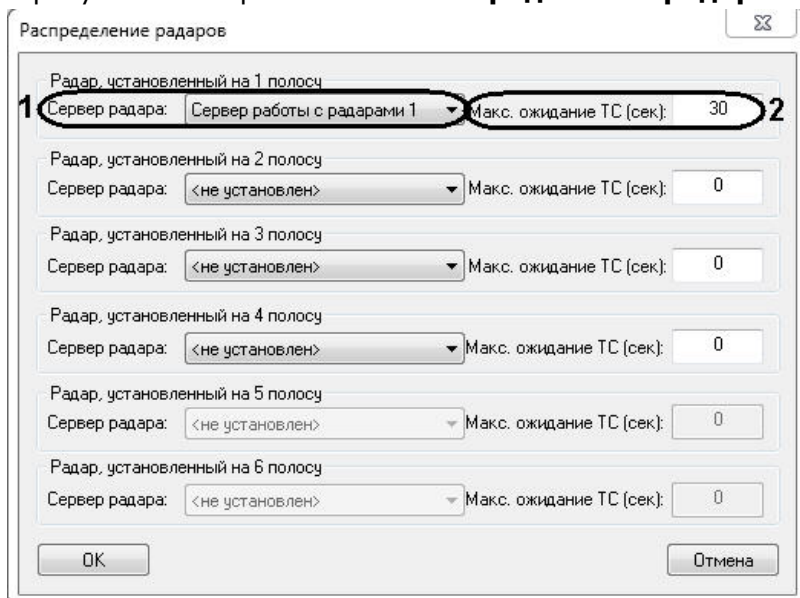 Распределение радаров
Радар, установленный на 1 полосу
1 Сервер радара: Сервер работы с радарами 1 Макс. ожидание ТС (сек): 30 2
Радар, установленный на 2 полосу
Сервер радара: <не установлен> Макс. ожидание ТС (сек): 0
Радар, установленный на 3 полосу
Сервер радара: <не установлен> Макс. ожидание ТС (сек): 0
Радар, установленный на 4 полосу
Сервер радара: <не установлен> Макс. ожидание ТС (сек): 0
Радар, установленный на 5 полосу
Сервер радара: <не установлен> Макс. ожидание ТС (сек): 0
Радар, установленный на 6 полосу
Сервер радара: <не установлен> Макс. ожидание ТС (сек): 0
OK Отмена